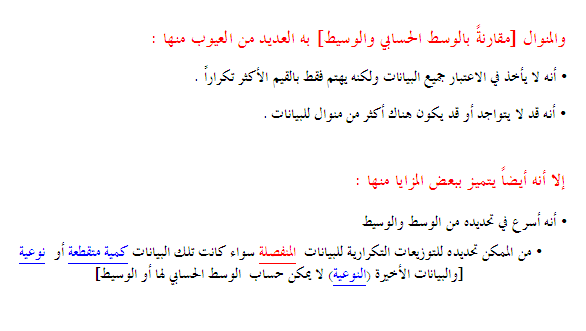 والمنوال [مقارنةً بالوسط الحسابي والوسيط] به العديد من العيوب منها :
• أنه لا يأخذ في الاعتبار جميع البيانات ولكنه يهتم فقط بالقيم الأكثر تكراراً .
• أنه قد لا يتواجد أو قد يكون هناك أكثر من منوال للبيانات .
إلا أنه أيضاً يتميز ببعض المزايا منها :
• أنه أسرع في تحديده من الوسط والوسيط
• من الممكن تحديده للتوزيعات التكرارية للبيانات المنفصلة سواء كانت تلك البيانات كمية متقطعة أو نوعية
[والبيانات الأخيرة (النوعية) لا يمكن حساب الوسط الحسابي لها أو الوسيط]